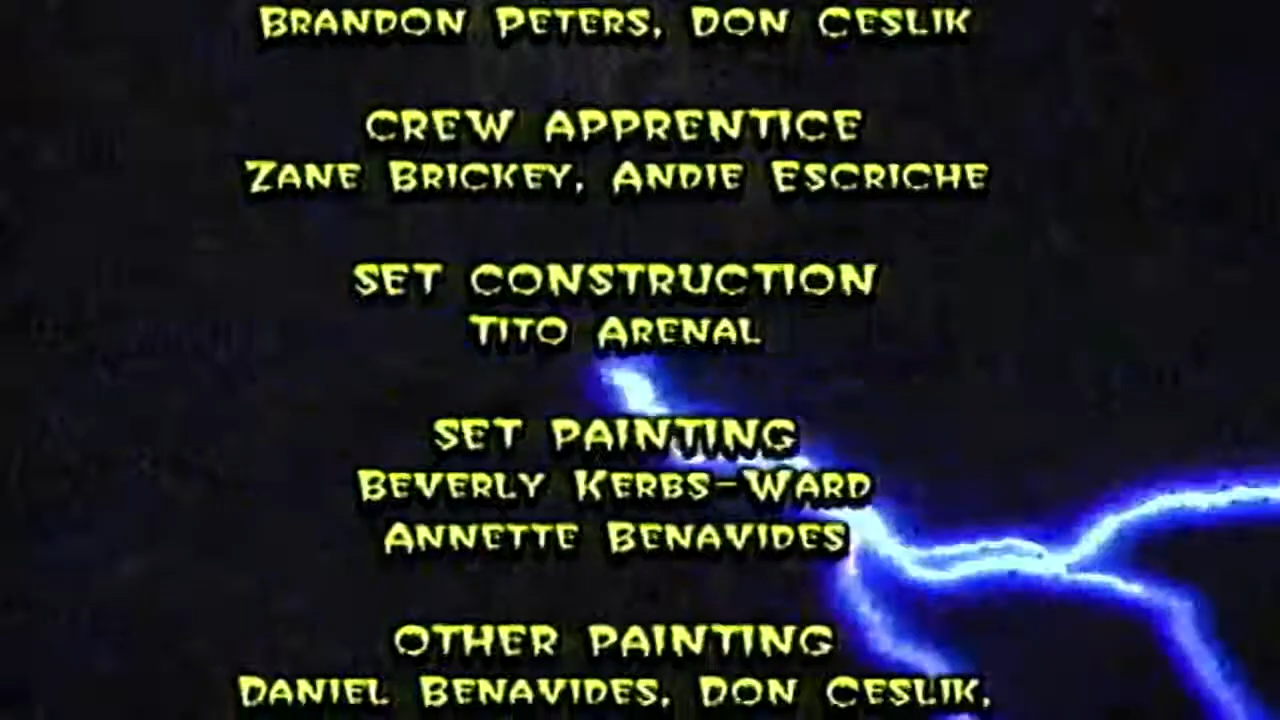 Brandon Peters, Don Ceslik
CREW APPRENTICE
Zane Brickey, Andie Escriche
SET CONSTRUCTION
Tito Arenal
SET PAINTING
Beverly Kerbs-Ward
Annette Benavides
OTHER PAINTING
Daniel Benavides, Don Ceslik,